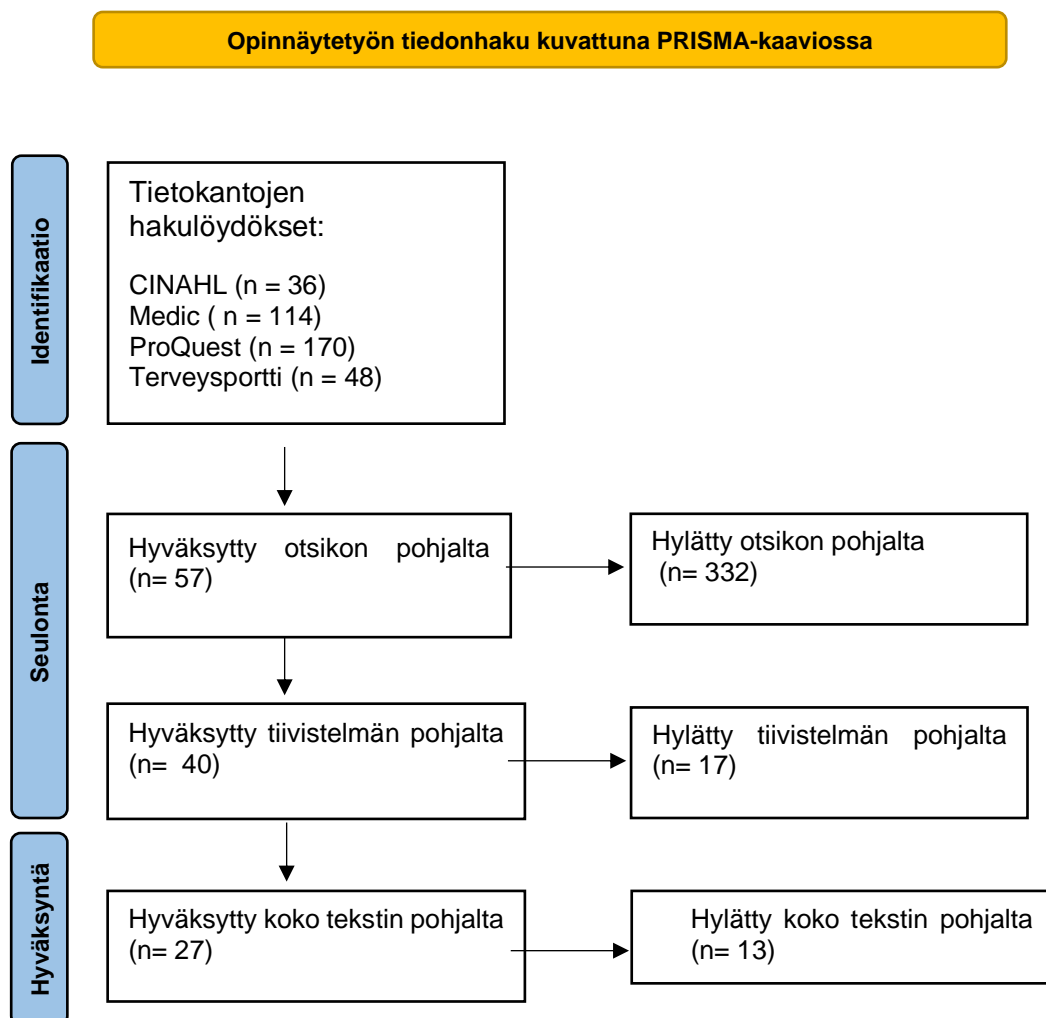 Opinnäytetyön tiedonhaku kuvattuna PRISMA-kaaviossa
Identifikaatio
Tietokantojen
hakulöydökset:
CINAHL (n = 36)
Medic ( n = 114)
ProQuest (n = 170)
Terveysportti (n = 48)
Seulonta
Hyväksytty otsikon pohjalta
(n= 57)
Hylätty otsikon pohjalta
(n= 332)
Hyväksytty tiivistelmän pohjalta
(n= 40)
Hylätty tiivistelmän pohjalta
(n= 17)
Hyväksyntä
Hyväksytty koko tekstin pohjalta
(n= 27)
Hylätty koko tekstin pohjalta
(n= 13)